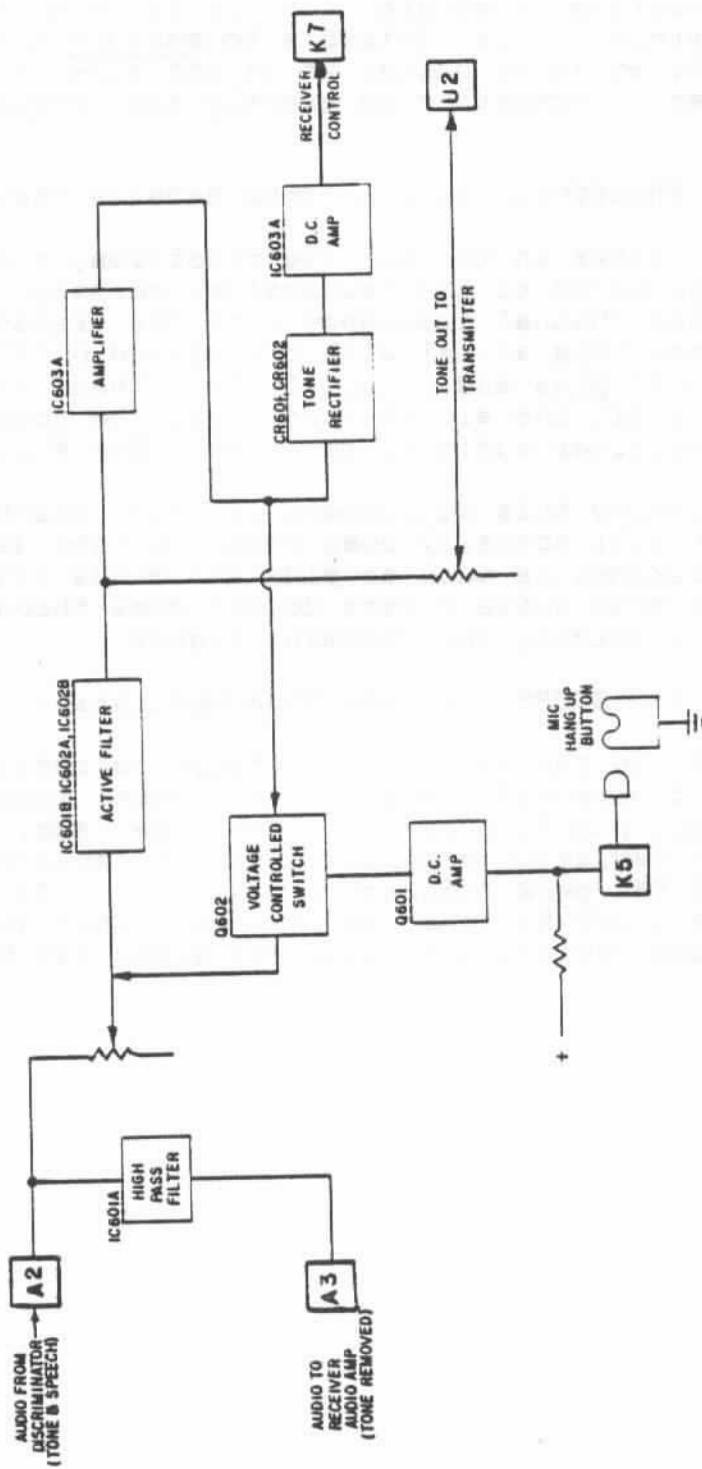 AUDIO FROM
DISCRIMINATOR
(TONE & SPEECH)
A2
IC601A
HIGH
PASS
FILTER
AUDIO TO
RECEIVER
AUDIO AMP
(TONE REMOVED)
A3
IC601B, IC602A, IC602B
ACTIVE FILTER
IC603A
AMPLIFIER
Q602
VOLTAGE
CONTROLLED
SWITCH
CR601, CR602
TONE
RECTIFIER
IC603A
D.C.
AMP
RECEIVER
CONTROL
K7
Q601
D.C.
AMP
+
K5
MIC
HANG UP
BUTTON
TONE OUT TO
TRANSMITTER
U2